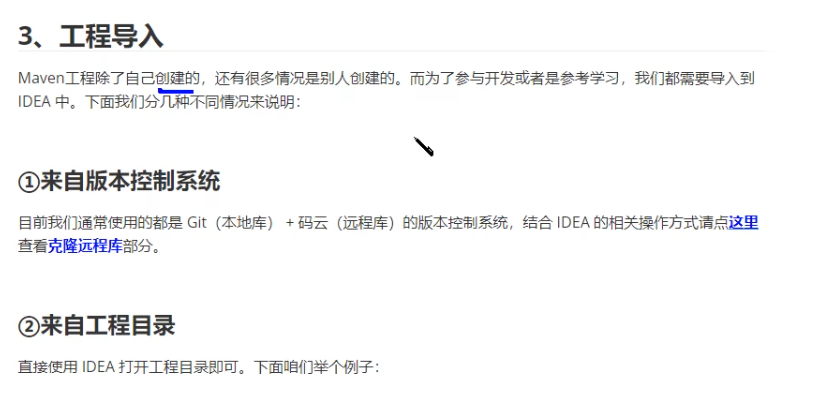 3、工程导入
Maven工程除了自己创建的，还有很多情况是别人创建的。而为了参与开发或者是参考学习，我们都需要导入到
IDEA 中。下面我们分几种不同情况来说明：
①来自版本控制系统
目前我们通常使用的都是 Git（本地库） + 码云（远程库）的版本控制系统，结合 IDEA 的相关操作方式请点这里
查看克隆远程库部分。
②来自工程目录
直接使用 IDEA 打开工程目录即可。下面咱们举个例子：